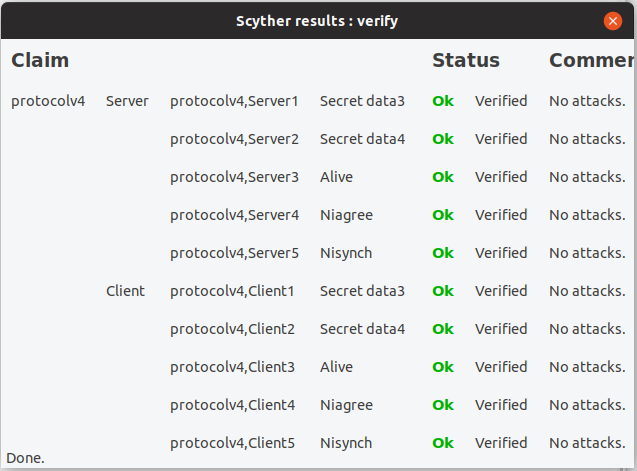 Scyther results : verify
Claim Status Commen
protocolv4 Server protocolv4,Server1 Secret data3 Ok Verified No attacks.
protocolv4,Server2 Secret data4 Ok Verified No attacks.
protocolv4,Server3 Alive Ok Verified No attacks.
protocolv4,Server4 Niagree Ok Verified No attacks.
protocolv4,Server5 Nisynch Ok Verified No attacks.
Client protocolv4,Client1 Secret data3 Ok Verified No attacks.
protocolv4,Client2 Secret data4 Ok Verified No attacks.
protocolv4,Client3 Alive Ok Verified No attacks.
protocolv4,Client4 Niagree Ok Verified No attacks.
protocolv4,Client5 Nisynch Ok Verified No attacks.
Done.